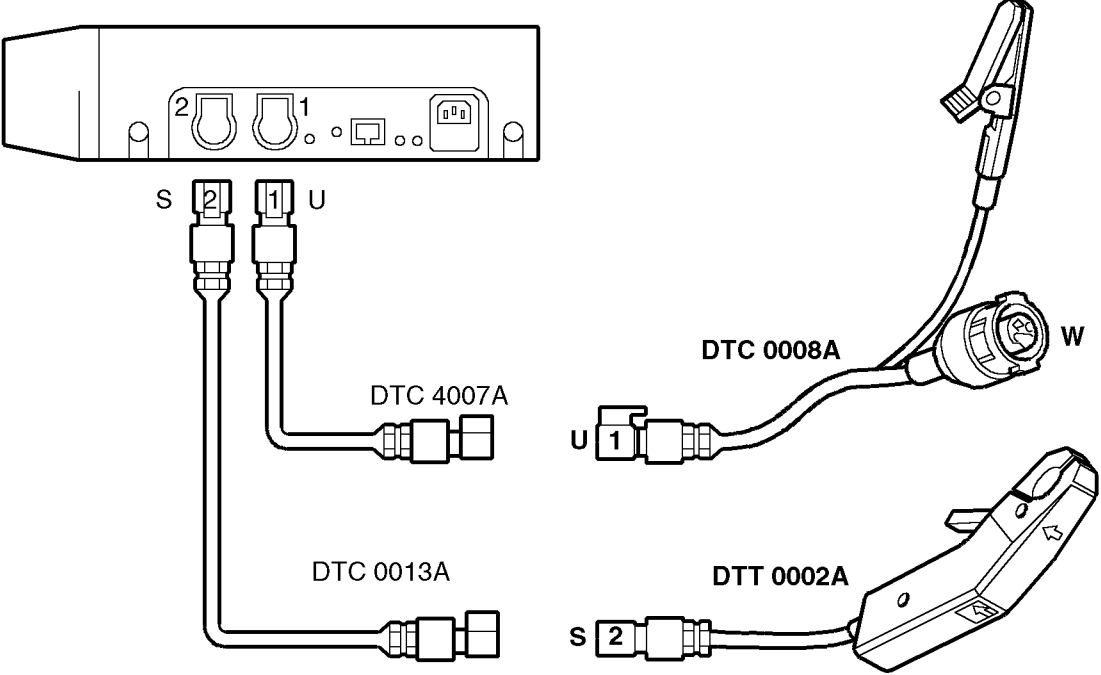 2 1
S 2 1 U
DTC 0008A
W
DTC 4007A
U 1
DTC 0013A
DTT 0002A
S 2